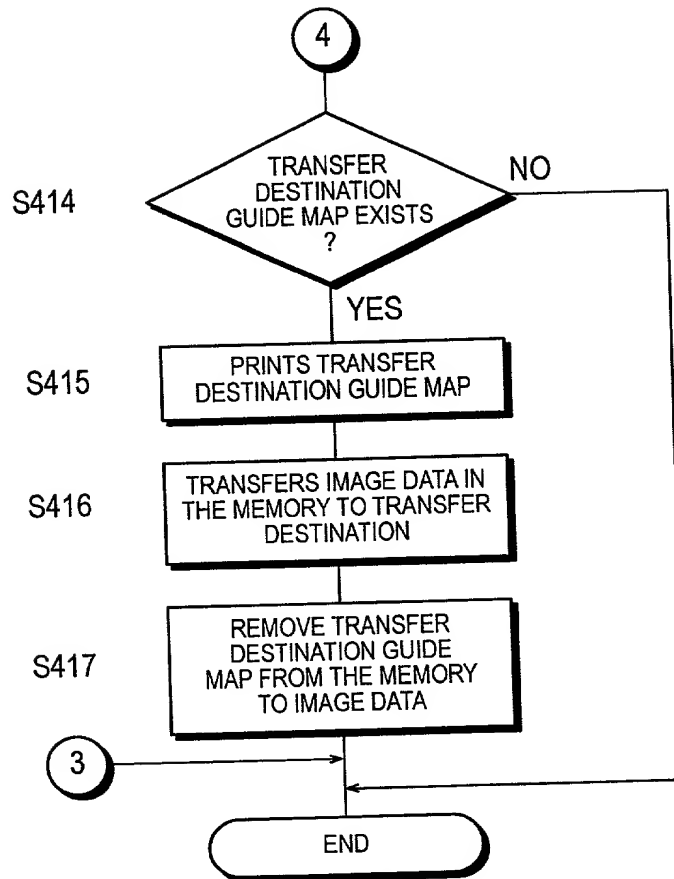 4
S414
TRANSFER
DESTINATION
GUIDE MAP EXISTS
?
NO
YES
S415
PRINTS TRANSFER
DESTINATION GUIDE MAP
S416
TRANSFERS IMAGE DATA IN
THE MEMORY TO TRANSFER
DESTINATION
S417
REMOVE TRANSFER
DESTINATION GUIDE
MAP FROM THE MEMORY
TO IMAGE DATA
3
END